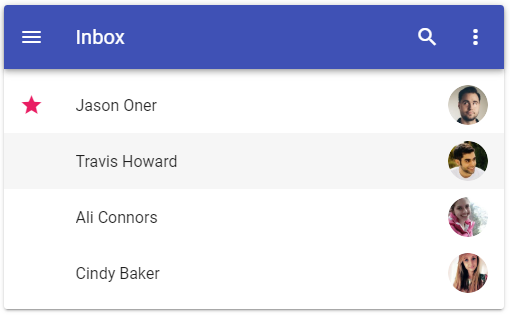 Inbox
Jason Oner
Travis Howard
Ali Connors
Cindy Baker